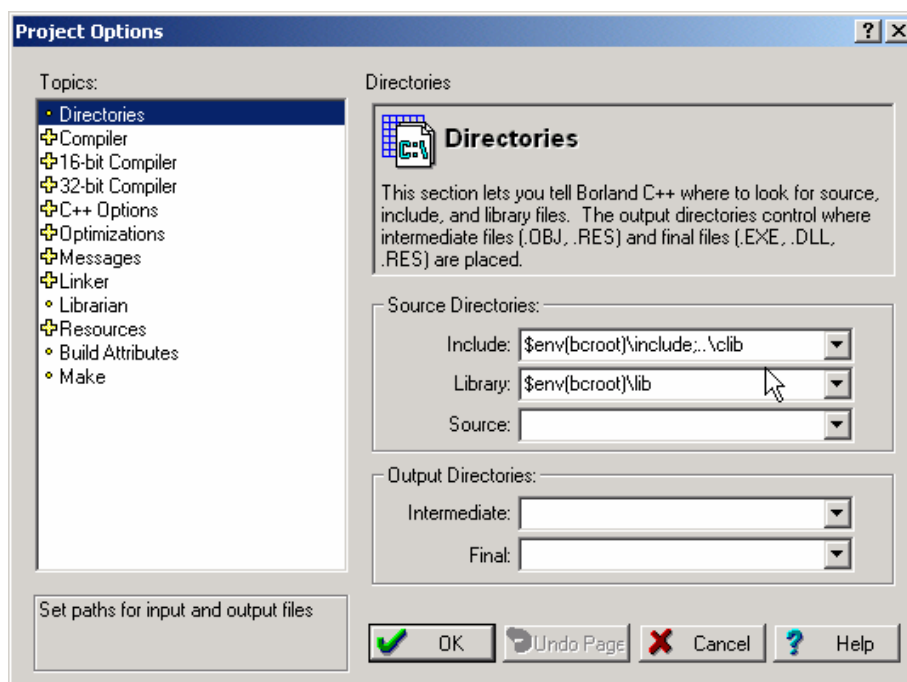 Project Options
Topics:
Directories
Compiler
16-bit Compiler
32-bit Compiler
C++ Options
Optimizations
Messages
Linker
Librarian
Resources
Build Attributes
Make
Set paths for input and output files
Directories
C:\
Directories
This section lets you tell Borland C++ where to look for source,
include, and library files. The output directories control where
intermediate files (.OBJ, .RES) and final files (.EXE, .DLL,
.RES) are placed.
Source Directories:
Include: $env(bcroot)\include;..\clib
Library: $env(bcroot)\lib
Source:
Output Directories:
Intermediate:
Final:
OK Undo Page Cancel Help